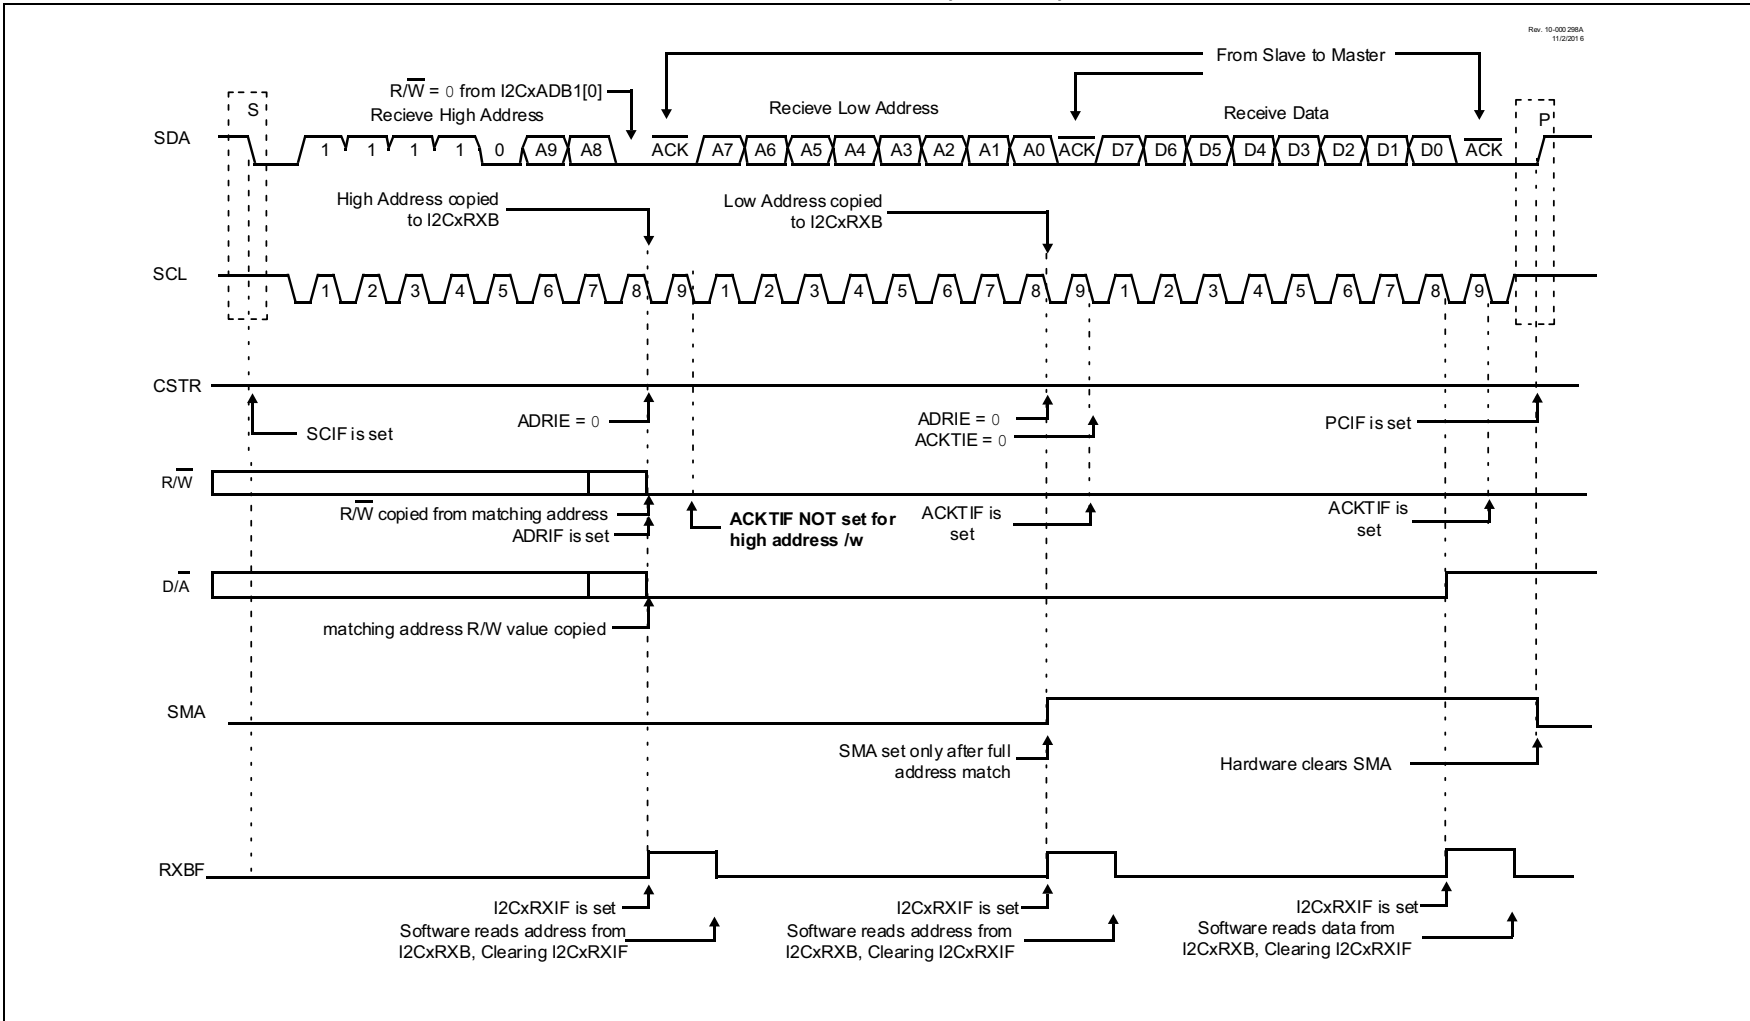 Rev. 10-000 298A
11/2/201 6
From Slave to Master
R/W = 0 from I2CxADB1[0]
Recieve High Address
Recieve Low Address
Receive Data
S
P
SDA
1 1 1 1 0 A9 A8 ACK A7 A6 A5 A4 A3 A2 A1 A0 ACK D7 D6 D5 D4 D3 D2 D1 D0 ACK
High Address copied
to I2CxRXB
Low Address copied
to I2CxRXB
SCL
1 2 3 4 5 6 7 8 9 1 2 3 4 5 6 7 8 9 1 2 3 4 5 6 7 8 9
CSTR
SCIF is set
ADRIE = 0
ADRIE = 0
ACKTIE = 0
PCIF is set
R/W
R/W copied from matching address
ADRIF is set
ACKTIF NOT set for
high address /w
ACKTIF is
set
ACKTIF is
set
D/A
matching address R/W value copied
SMA
SMA set only after full
address match
Hardware clears SMA
RXBF
I2CxRXIF is set
Software reads address from
I2CxRXB, Clearing I2CxRXIF
I2CxRXIF is set
Software reads address from
I2CxRXB, Clearing I2CxRXIF
I2CxRXIF is set
Software reads data from
I2CxRXB, Clearing I2CxRXIF